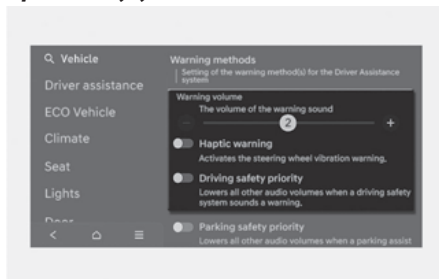 Vehicle
Driver assistance
ECO Vehicle
Climate
Seat
Lights
Door
Warning methods
Setting of the warning method(s) for the Driver Assistance
system
Warning volume
The volume of the warning sound
2
+
Haptic warning
Activates the steering wheel vibration warning.
Driving safety priority
Lowers all other audio volumes when a driving safety
system sounds a warning.
Parking safety priority
Lowers all other audio volumes when a parking assist